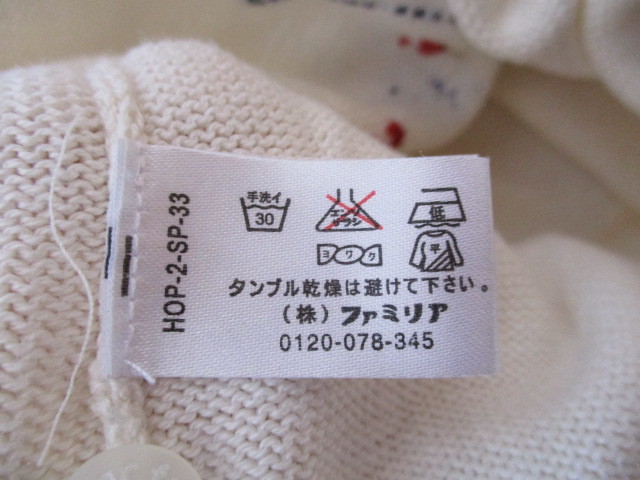 手洗イ
30
エンソ
サラシ
低
ヨワク
平
タンブル乾燥は避けて下さい。
(株)ファミリア
0120-078-345
HOP-2-SP-33